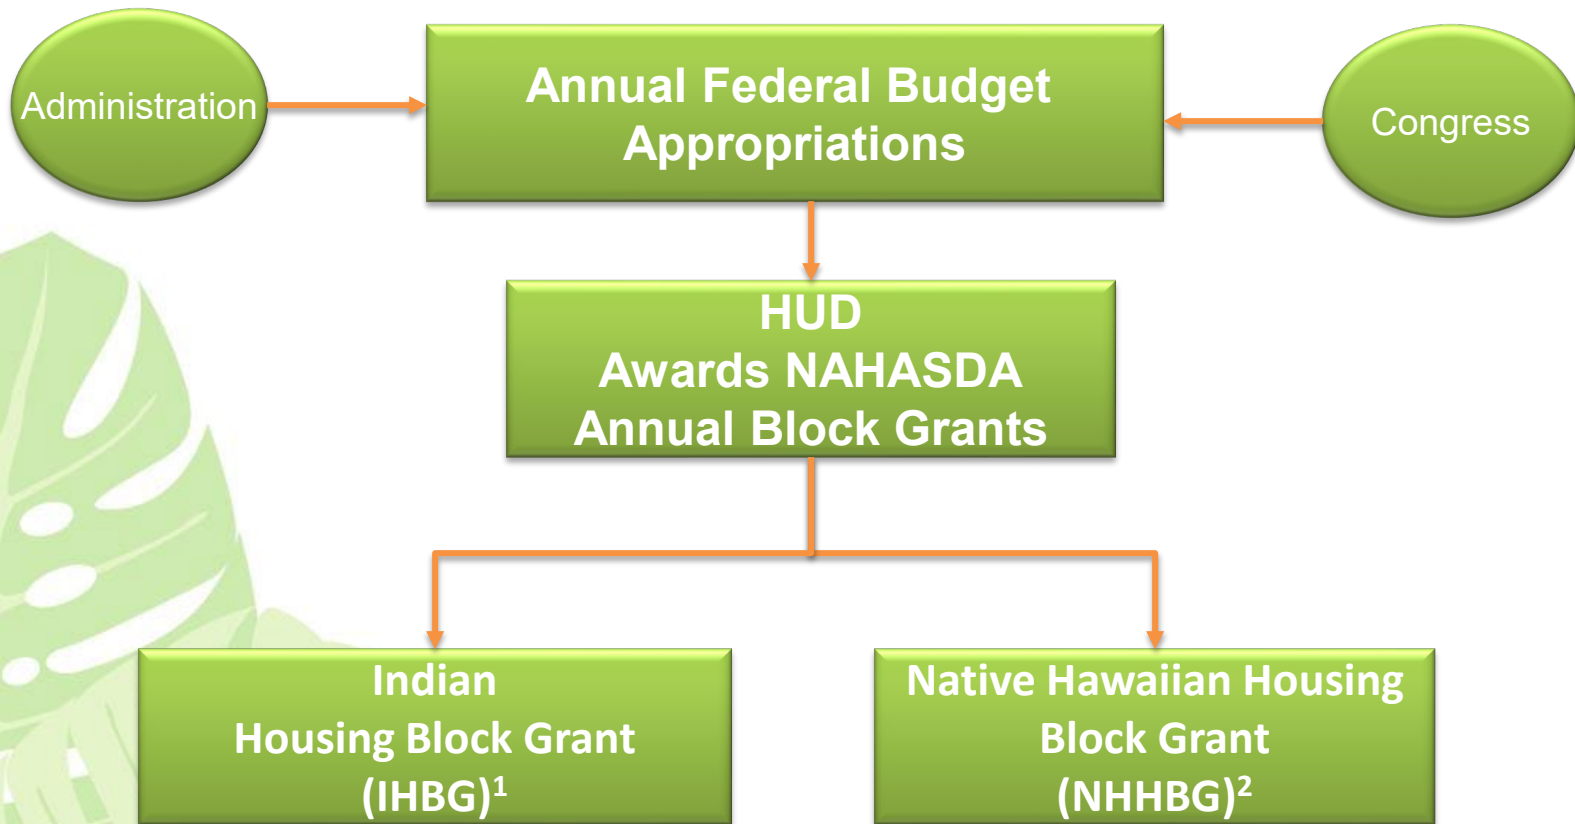 Administration
Annual Federal Budget
Appropriations
Congress
HUD
Awards NAHASDA
Annual Block Grants
Indian
Housing Block Grant
(IHBG)1
Native Hawaiian Housing
Block Grant
(NHHBG)2